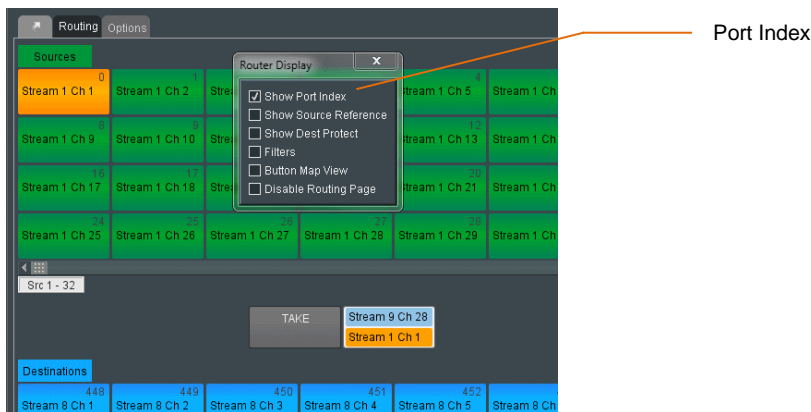 Routing Options
Port Index
Sources
Router Display x
0 1 4
Stream 1 Ch 1 Stream 1 Ch 2 Stream 1 Ch 5 Stream 1 Ch
Show Port Index
Show Source Reference
Show Dest Protect
Filters
Button Map View
Disable Routing Page
8 9 12
Stream 1 Ch 9 Stream 1 Ch 10 Stream 1 Ch 13 Stream 1 Ch
16 17 20
Stream 1 Ch 17 Stream 1 Ch 18 Stream 1 Ch 21 Stream 1 Ch
24 25 26 27 28
Stream 1 Ch 25 Stream 1 Ch 26 Stream 1 Ch 27 Stream 1 Ch 28 Stream 1 Ch 29 Stream 1 Ch
Src 1 - 32
TAKE
Stream 9 Ch 28
Stream 1 Ch 1
Destinations
448 449 450 451 452
Stream 8 Ch 1 Stream 8 Ch 2 Stream 8 Ch 3 Stream 8 Ch 4 Stream 8 Ch 5 Stream 8 Ch